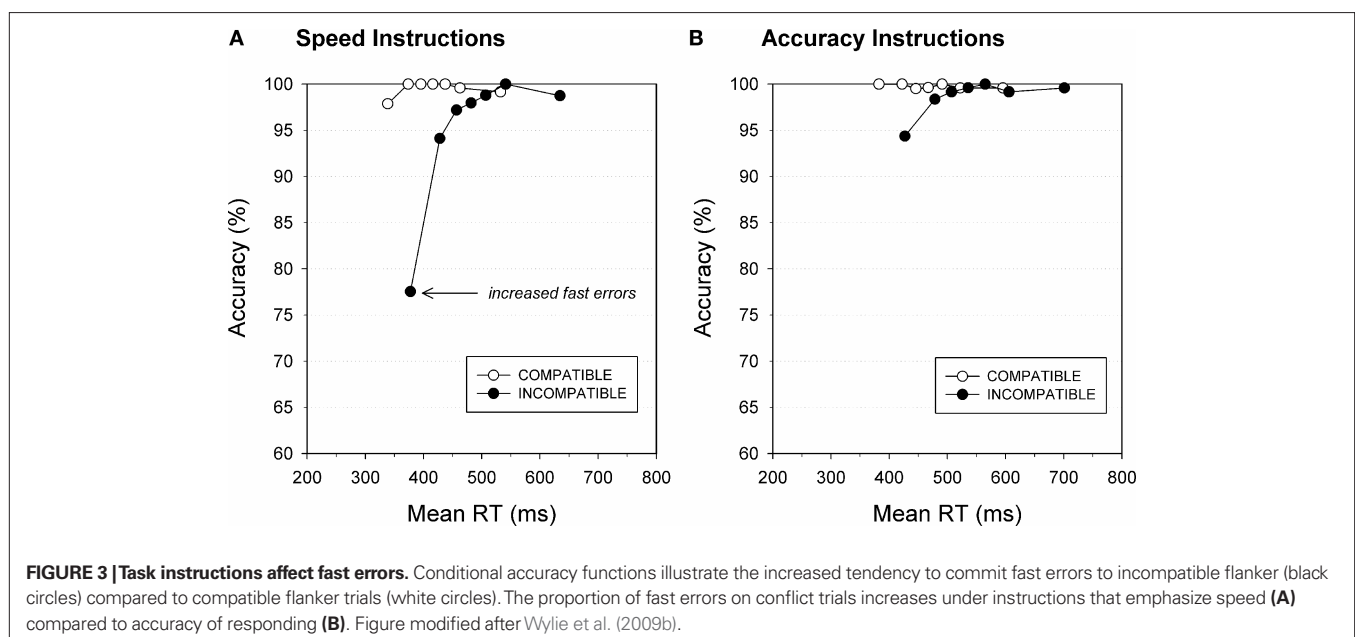 A Speed Instructions
B Accuracy Instructions
100
95
90
85
80
75
70
65
60
Accuracy (%)
increased fast errors
COMPATIBLE
INCOMPATIBLE
200 300 400 500 600 700 800
Mean RT (ms)
100
95
90
85
80
75
70
65
60
Accuracy (%)
COMPATIBLE
INCOMPATIBLE
200 300 400 500 600 700 800
Mean RT (ms)
FIGURE 3 | Task instructions affect fast errors. Conditional accuracy functions illustrate the increased tendency to commit fast errors to incompatible flanker (black
circles) compared to compatible flanker trials (white circles). The proportion of fast errors on conflict trials increases under instructions that emphasize speed (A)
compared to accuracy of responding (B). Figure modified after Wylie et al. (2009b).